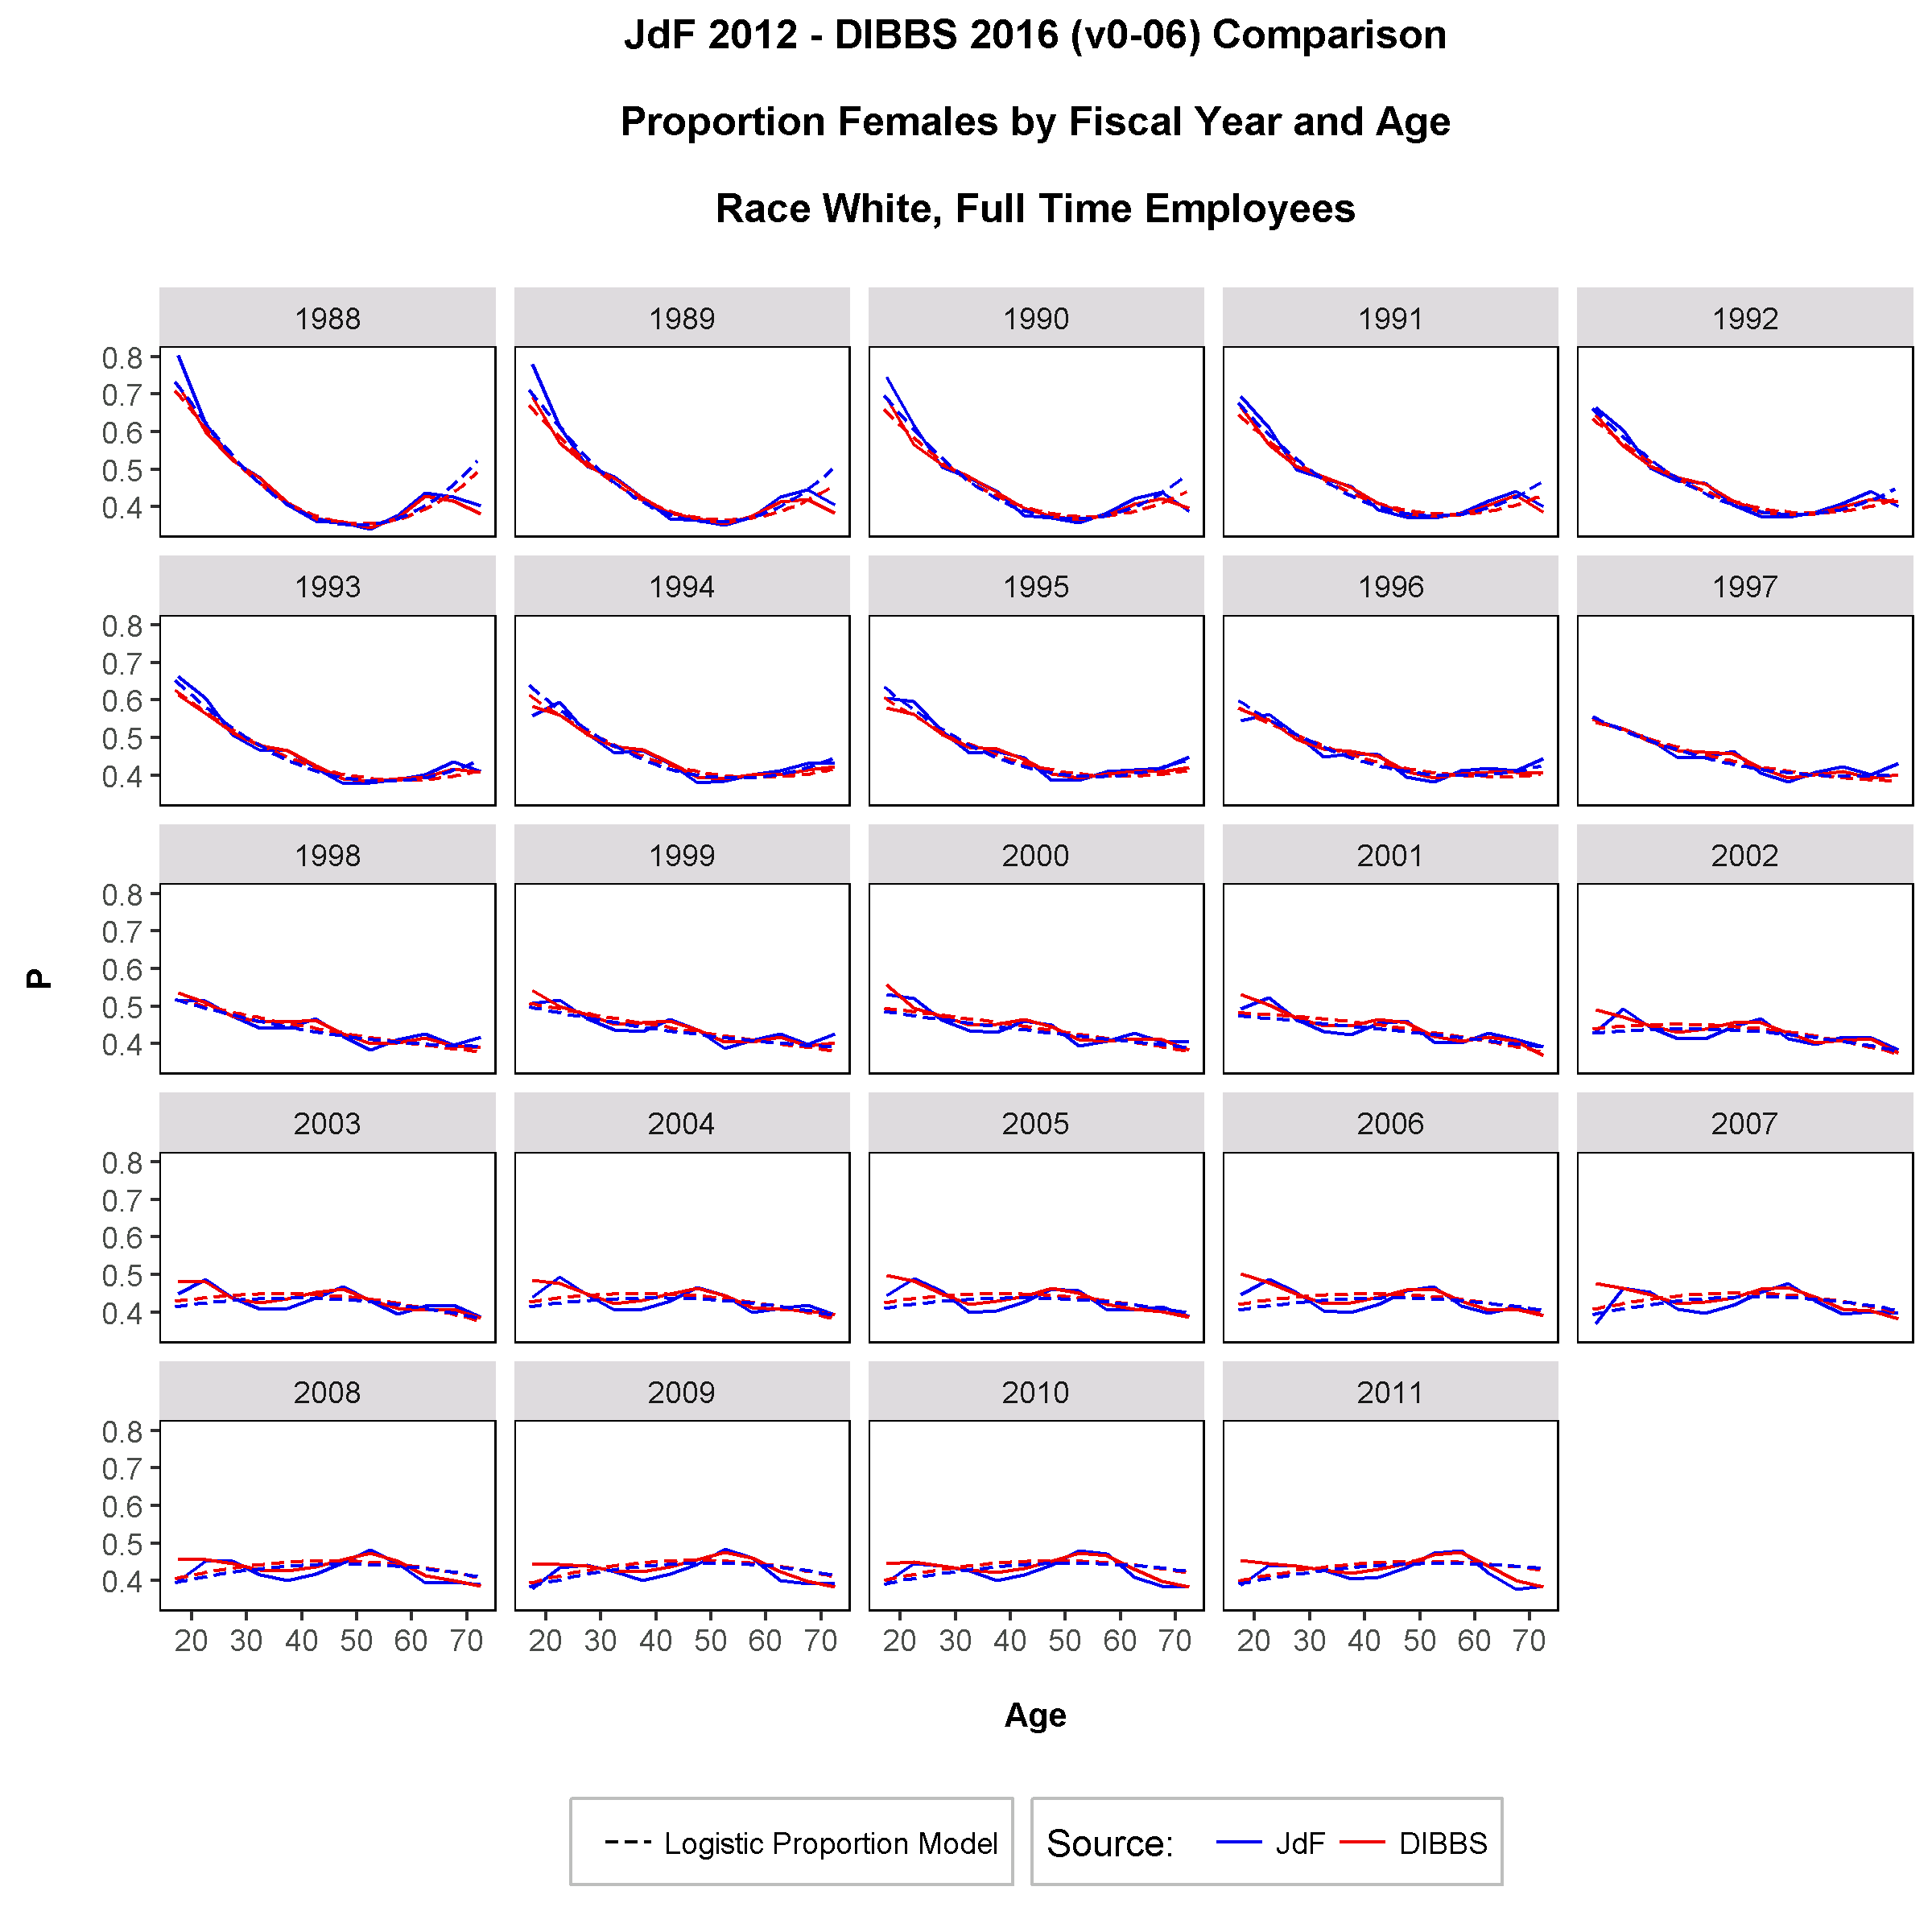 JdF 2012 - DIBBS 2016 (v0-06) Comparison
Proportion Females by Fiscal Year and Age
Race White, Full Time Employees
1988 1989 1990 1991 1992
0.8
0.7
0.6
0.5
0.4
1993 1994 1995 1996 1997
0.8
0.7
0.6
0.5
0.4
1998 1999 2000 2001 2002
0.8
0.7
0.6
0.5
0.4
P
2003 2004 2005 2006 2007
0.8
0.7
0.6
0.5
0.4
2008 2009 2010 2011
0.8
0.7
0.6
0.5
0.4
20 30 40 50 60 70 20 30 40 50 60 70 20 30 40 50 60 70 20 30 40 50 60 70
Age
Logistic Proportion Model Source: JdF DIBBS